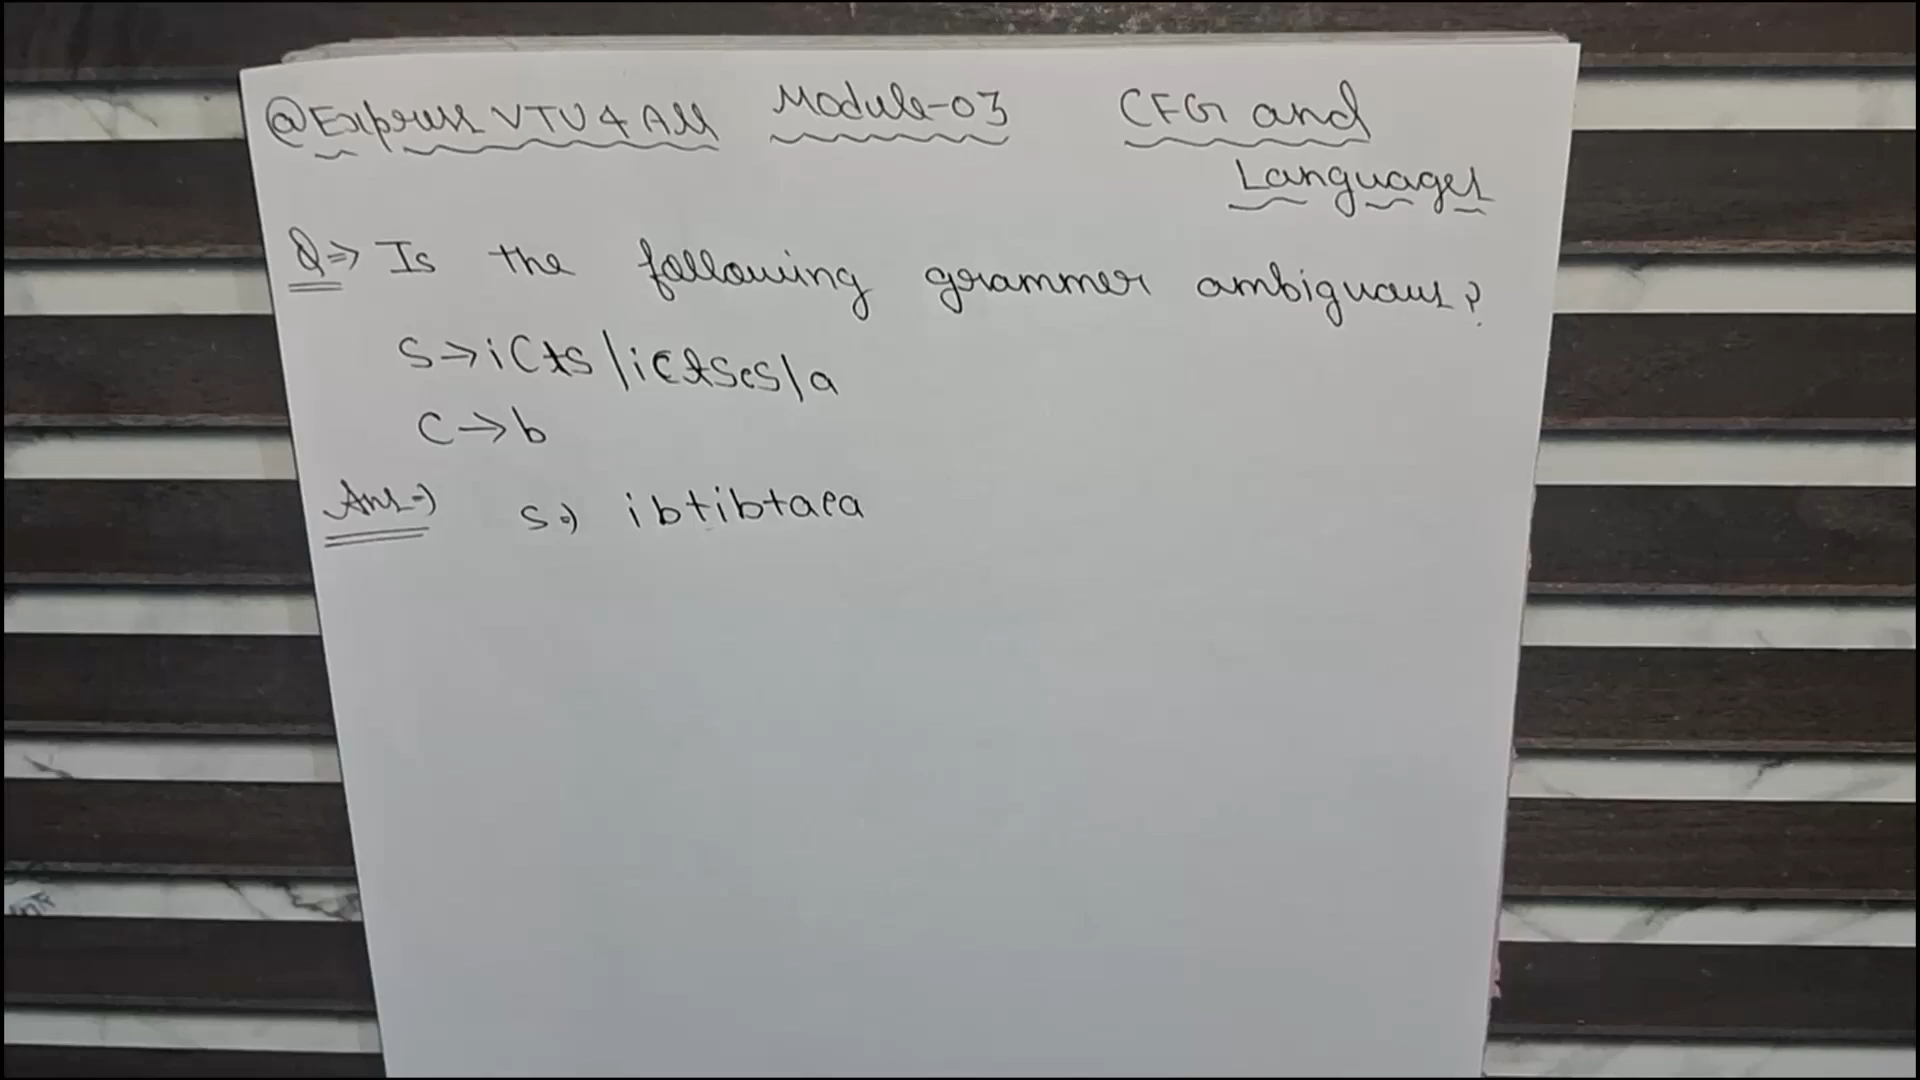 @Express VTU 4 All Module-03 CFG and
Languages
Q⇒ Is the following grammer ambiguous?
S→iCtS|iCtSeS|a
C→b
Ans⇒ S⇒ ibtibtaea